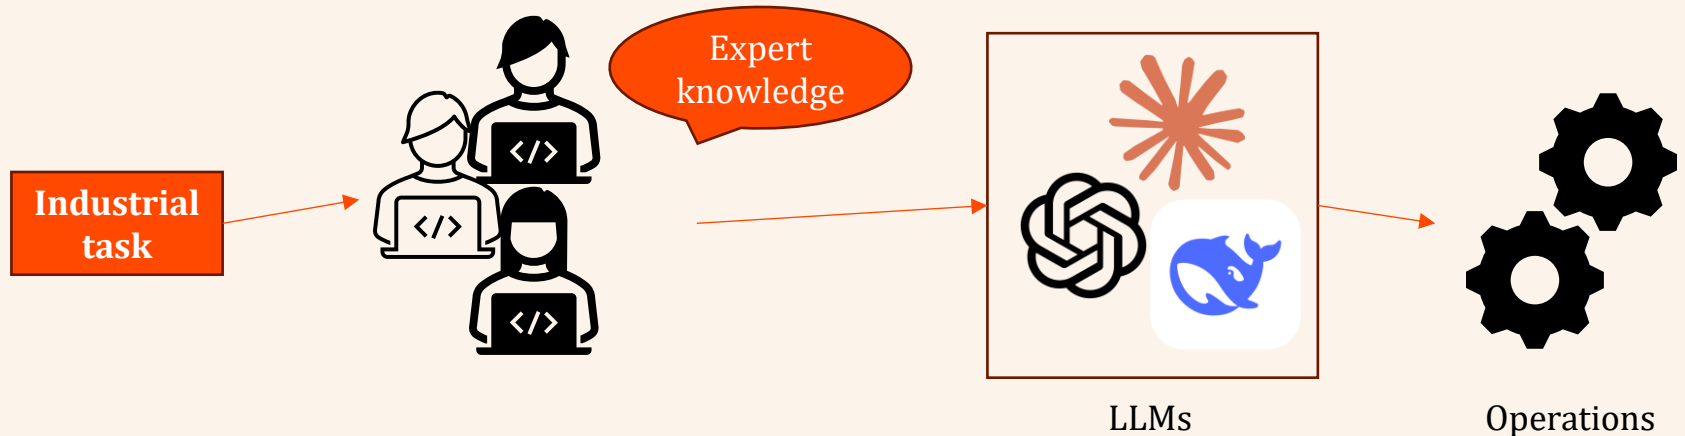 Industrial
task
</>
</>
</>
Expert
knowledge
LLMs
Operations